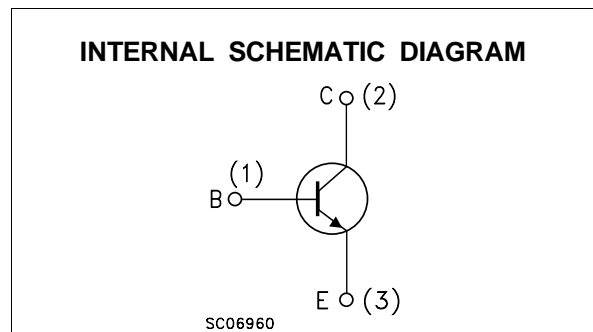 INTERNAL SCHEMATIC DIAGRAM
C (2)
(1)
B
E (3)
SC06960